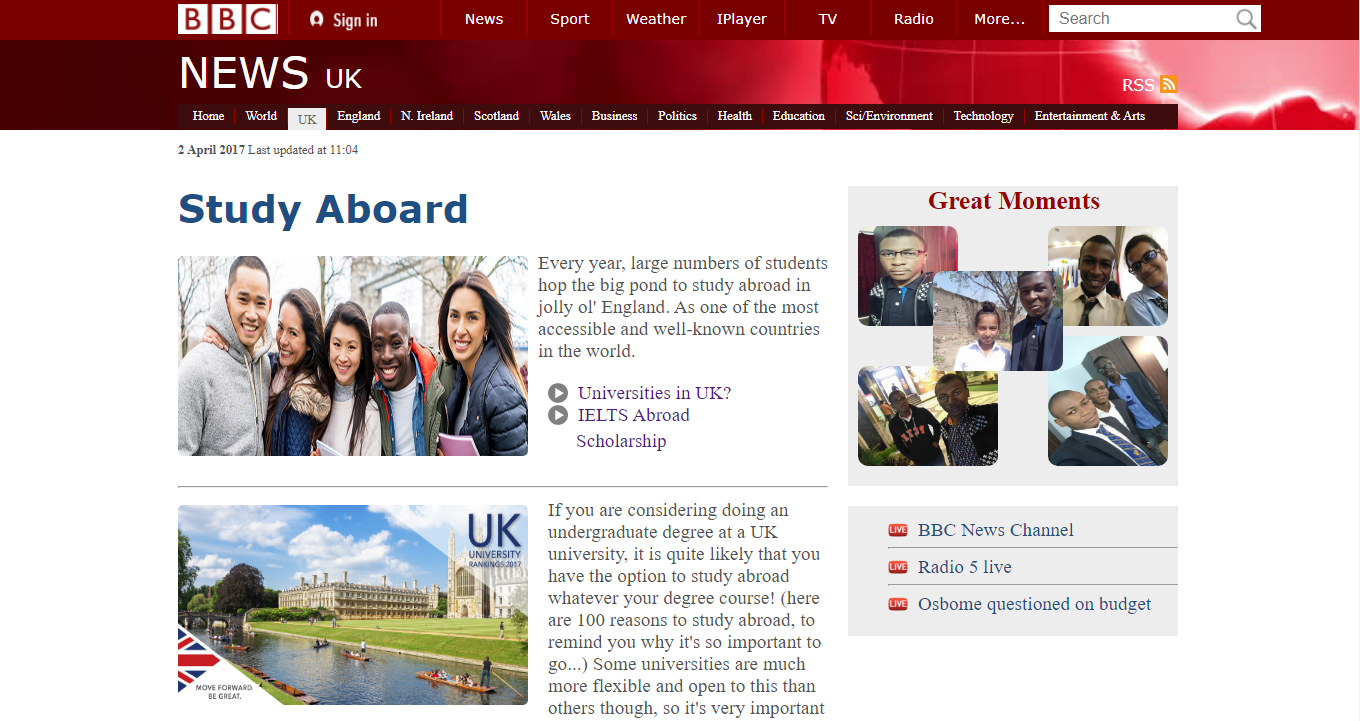 BBC
Sign in
News
Sport
Weather
IPlayer
TV
Radio
More...
Search
NEWS UK
RSS
Home
World
UK
England
N. Ireland
Scotland
Wales
Business
Politics
Health
Education
Sci/Environment
Technology
Entertainment & Arts
2 April 2017 Last updated at 11:04
Study Aboard
Every year, large numbers of students
hop the big pond to study abroad in
jolly ol' England. As one of the most
accessible and well-known countries
in the world.
Universities in UK?
IELTS Abroad
Scholarship
UK
UNIVERSITY
RANKINGS 2017
MOVE FORWARD.
BE GREAT.
If you are considering doing an
undergraduate degree at a UK
university, it is quite likely that you
have the option to study abroad
whatever your degree course! (here
are 100 reasons to study abroad, to
remind you why it's so important to
go...) Some universities are much
more flexible and open to this than
others though, so it's very important
Great Moments
LIVE BBC News Channel
LIVE Radio 5 live
LIVE Osbome questioned on budget